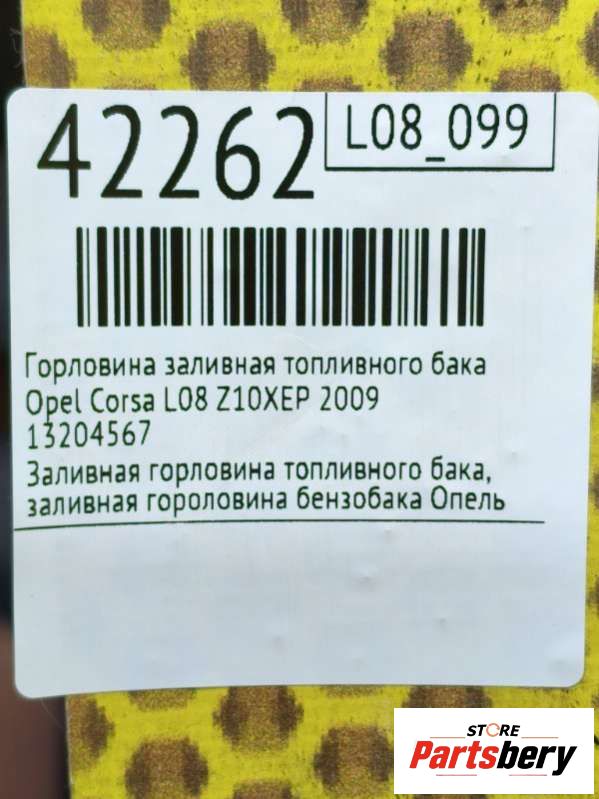 42262
L08_099
Горловина заливная топливного бака
Opel Corsa L08 Z10XEP 2009
13204567
Заливная горловина топливного бака,
заливная гороловина бензобака Опель
STORE
Partsbery